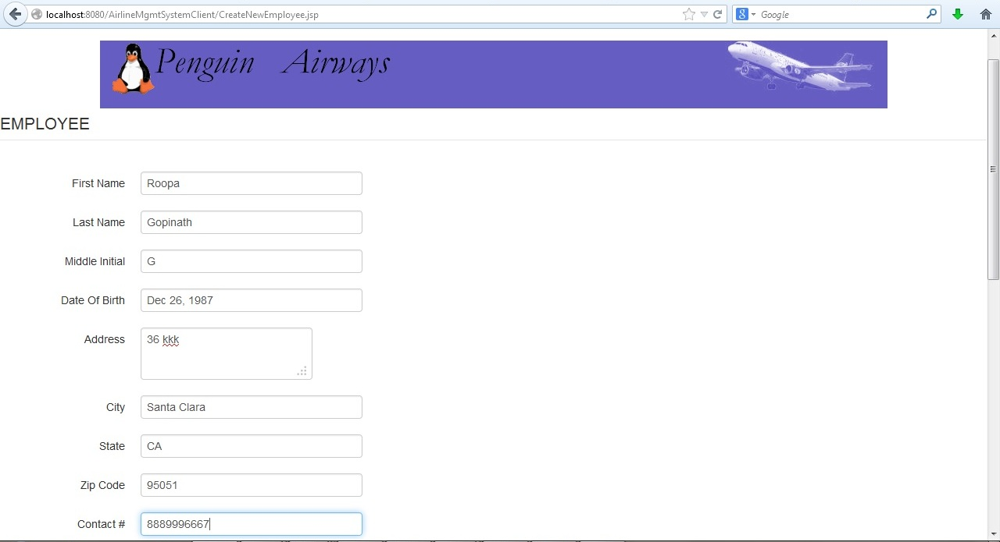 localhost:8080/AirlineMgmtSystemClient/CreateNewEmployee.jsp
8 Google
Penguin Airways
EMPLOYEE
First Name Roopa
Last Name Gopinath
Middle Initial G
Date Of Birth Dec 26, 1987
Address 36 kkk
City Santa Clara
State CA
Zip Code 95051
Contact # 8889996667